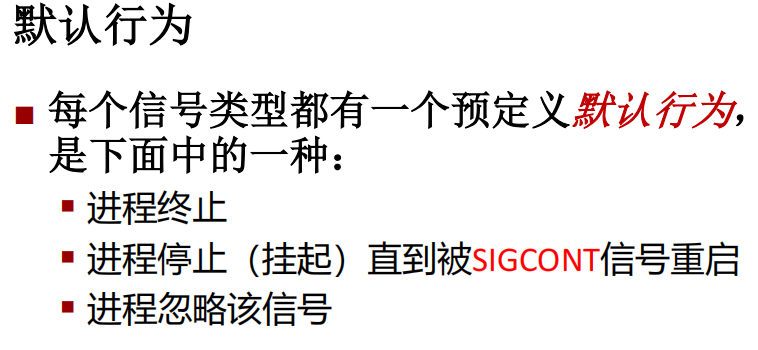 默认行为
■ 每个信号类型都有一个预定义默认行为，
是下面中的一种：
▪ 进程终止
▪ 进程停止（挂起）直到被SIGCONT信号重启
▪ 进程忽略该信号